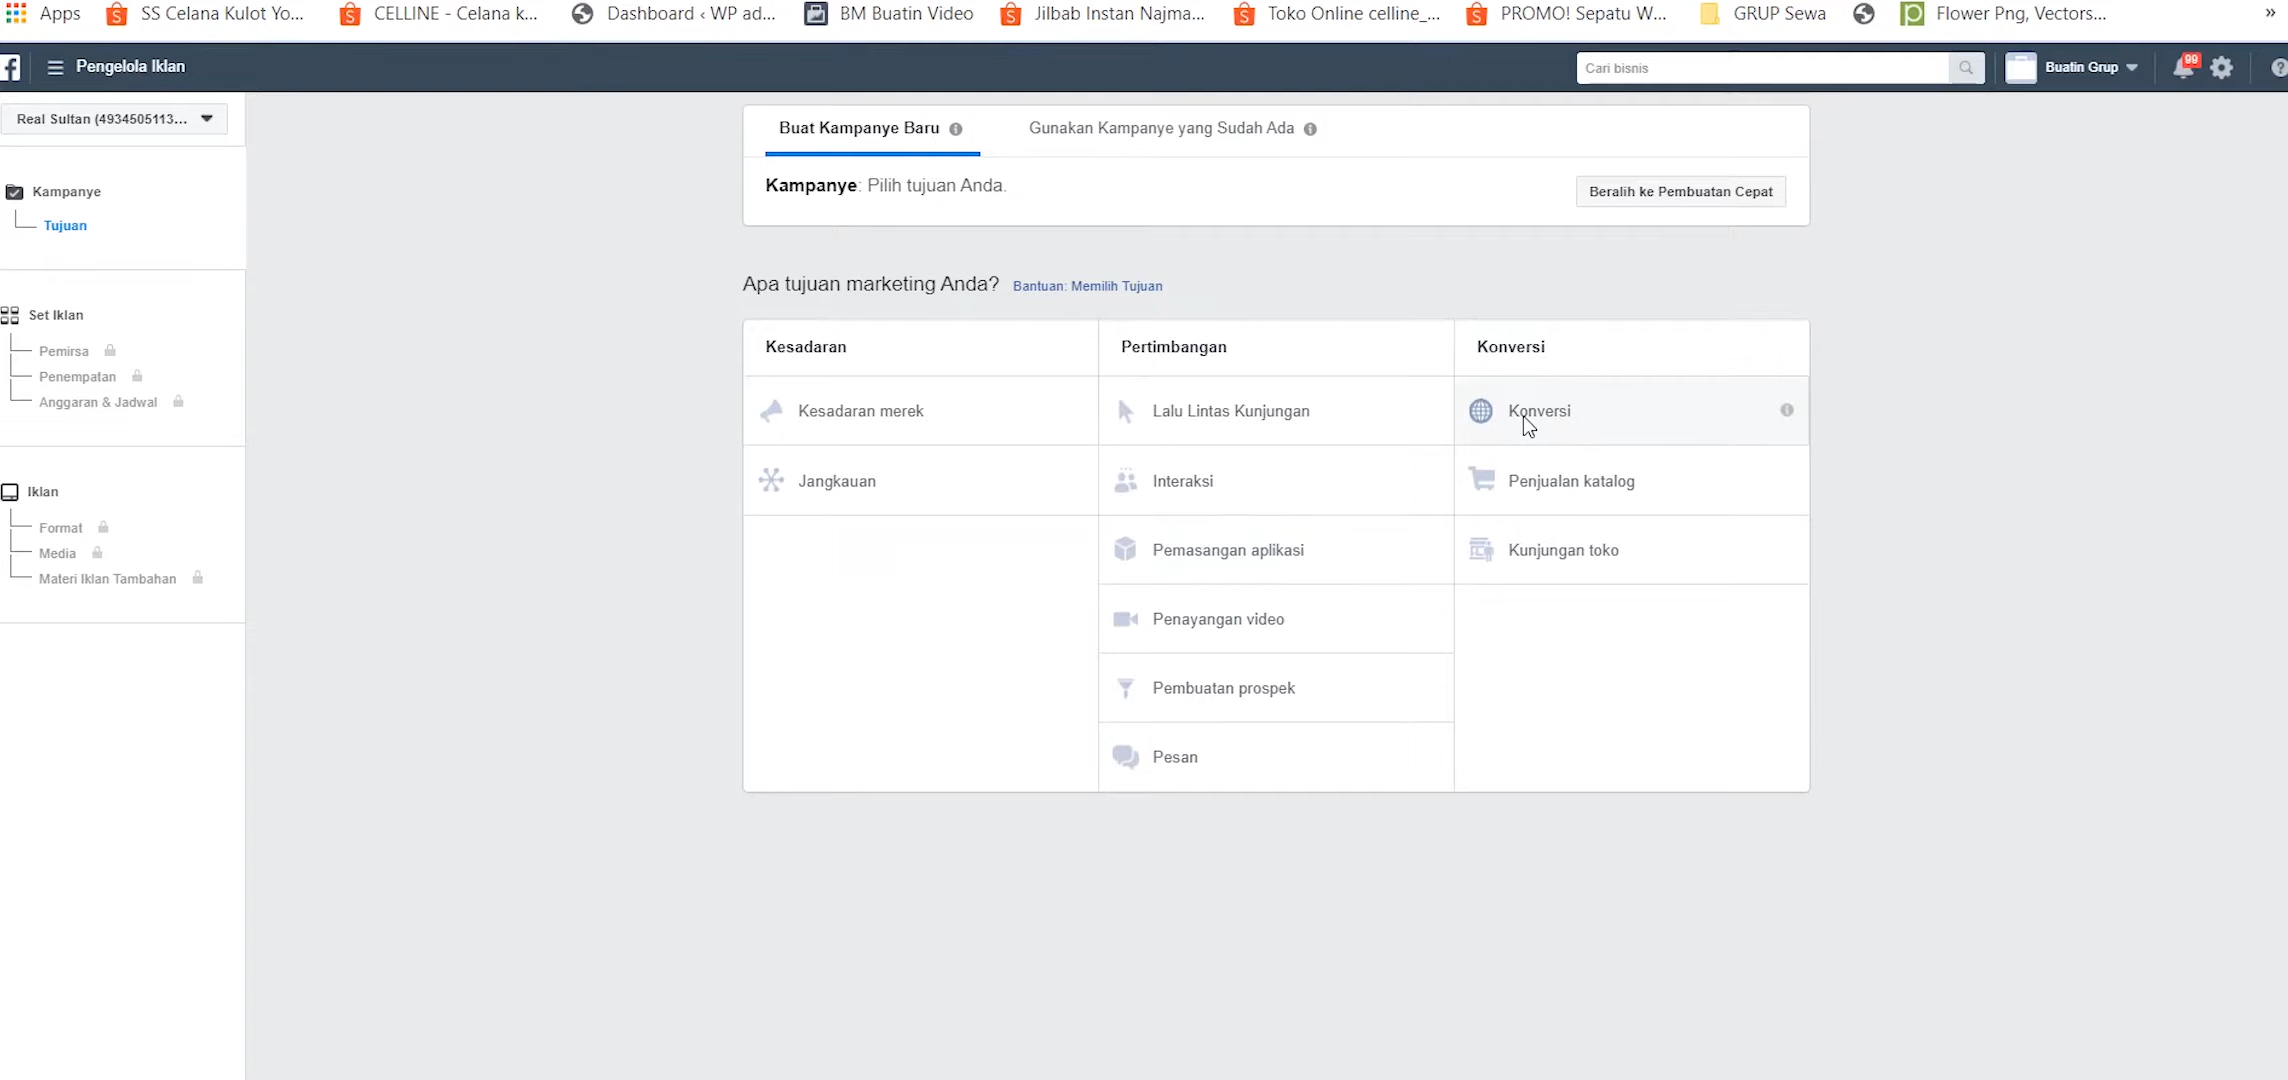 Apps SS Celana Kulot Yo... CELLINE - Celana k... Dashboard ‹ WP ad... BM Buatin Video Jilbab Instan Najma... Toko Online celline_... PROMO! Sepatu W... GRUP Sewa Flower Png, Vectors... »
Pengelola Iklan Cari bisnis Buatin Grup 99
Real Sultan (4934505113...
Kampanye
Tujuan
Set Iklan
Pemirsa
Penempatan
Anggaran & Jadwal
Iklan
Format
Media
Materi Iklan Tambahan
Buat Kampanye Baru Gunakan Kampanye yang Sudah Ada
Kampanye: Pilih tujuan Anda. Beralih ke Pembuatan Cepat
Apa tujuan marketing Anda? Bantuan: Memilih Tujuan
Kesadaran Pertimbangan Konversi
Kesadaran merek Lalu Lintas Kunjungan Konversi
Jangkauan Interaksi Penjualan katalog
Pemasangan aplikasi Kunjungan toko
Penayangan video
Pembuatan prospek
Pesan